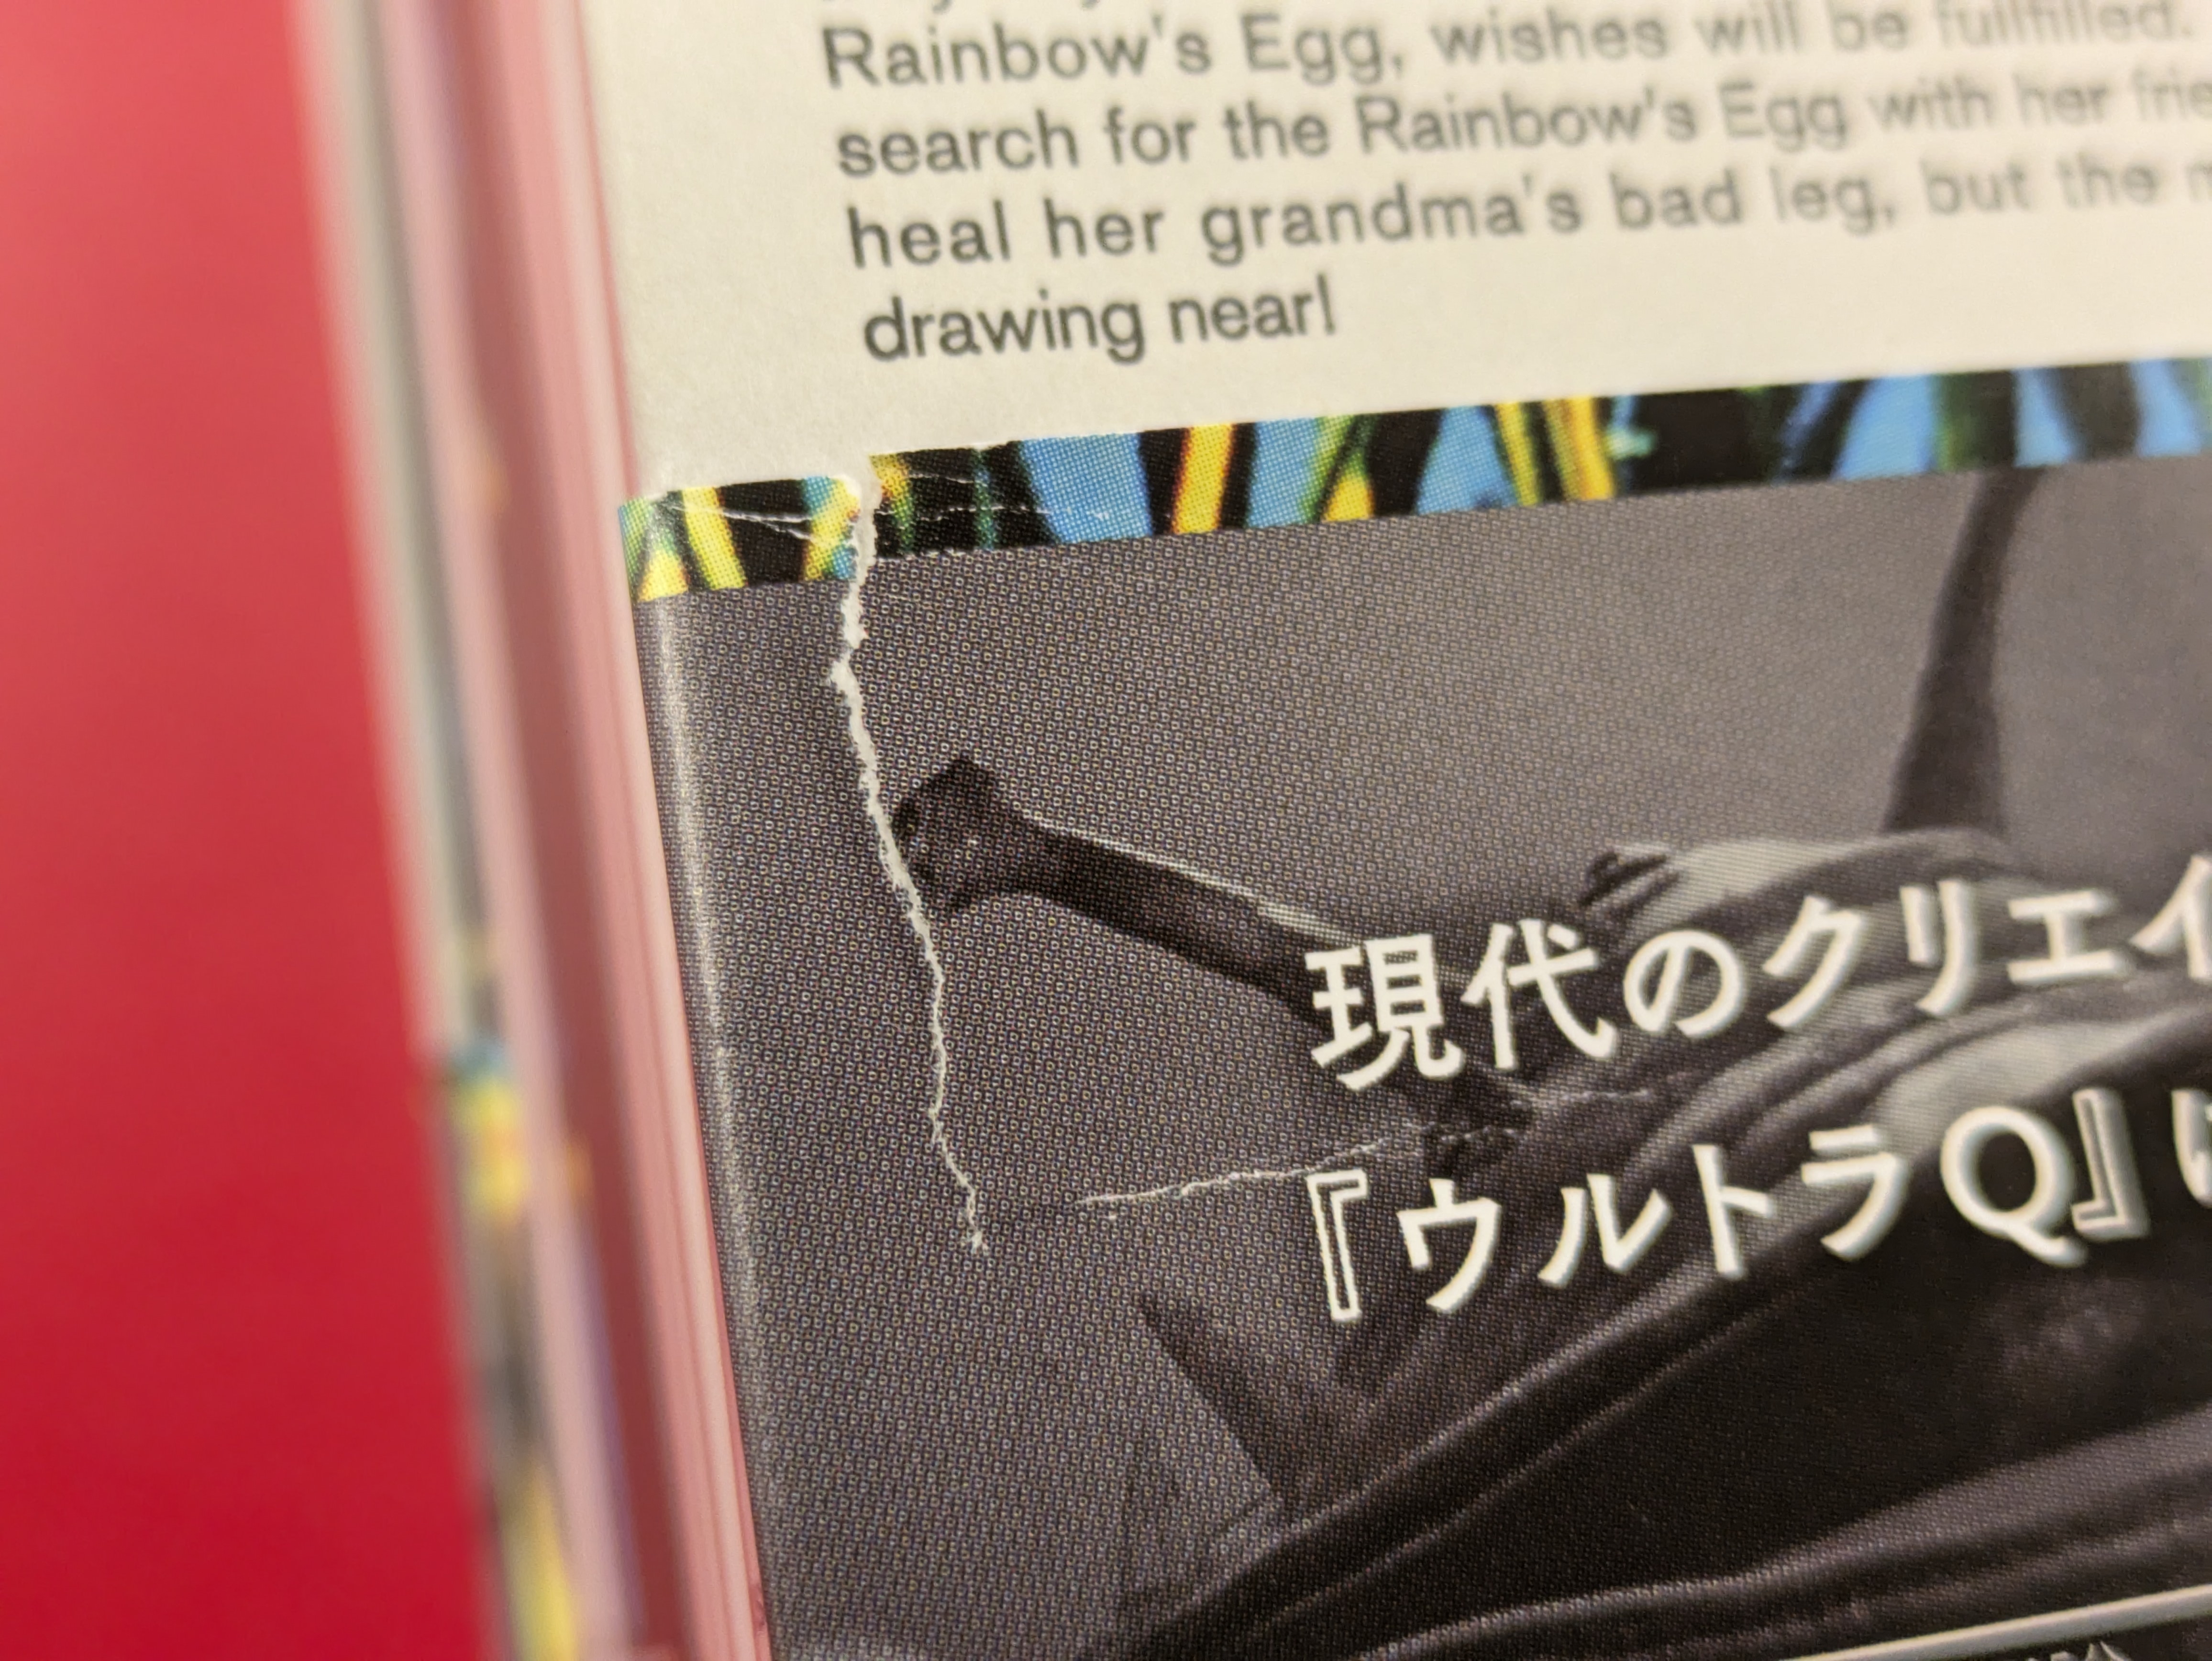 Rainbow's Egg, wishes will be fullfilled.
search for the Rainbow's Egg with her
heal her grandma's bad leg, but the
drawing near!
現代のクリエイ
『ウルトラQ』